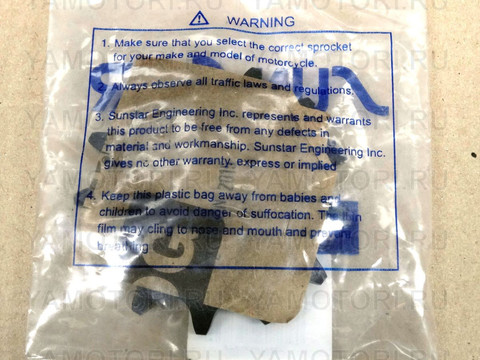 ⚠ WARNING
1. Make sure that you select the correct sprocket
for your make and model of motorcycle.
2. Always observe all traffic laws and regulations.
3. Sunstar Engineering Inc. represents and warrants
this product to be free from any defects in
material and workmanship. Sunstar Engineering Inc.
gives no other warranty, express or implied
4. Keep this plastic bag away from babies and
children to avoid danger of suffocation. The thin
film may cling to nose and mouth and prevent
breathing
YAMOTORI.RU